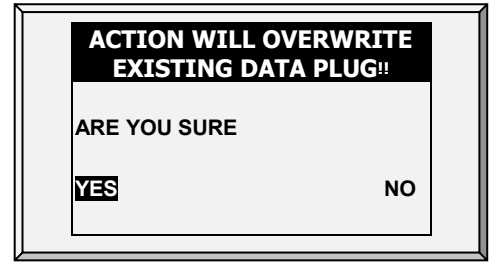 ACTION WILL OVERWRITE
EXISTING DATA PLUG!!
ARE YOU SURE
YES NO